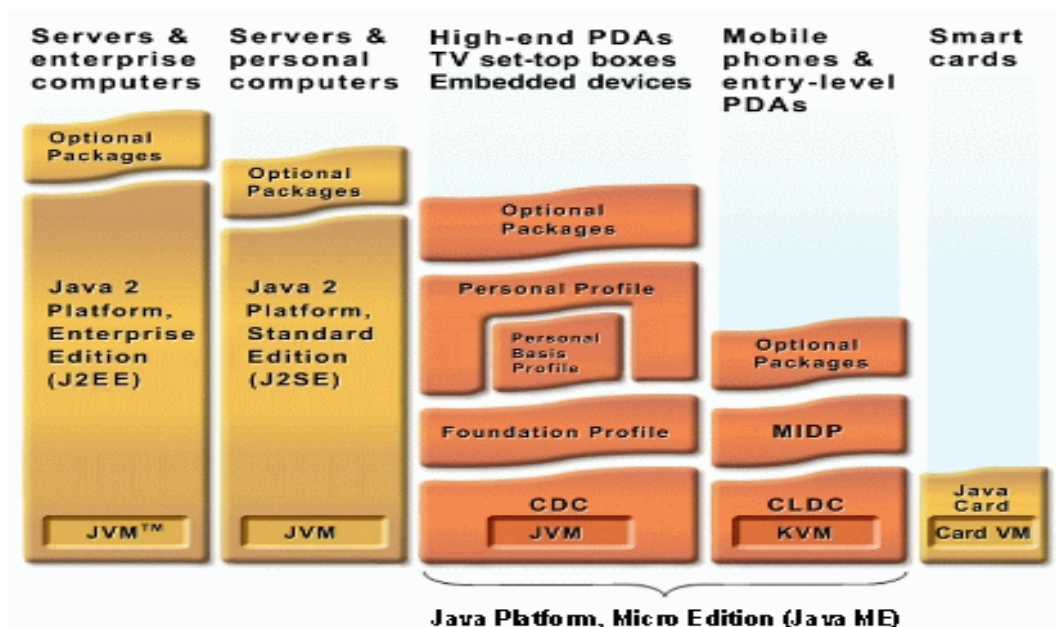 Servers &
enterprise
computers
Servers &
personal
computers
High-end PDAs
TV set-top boxes
Embedded devices
Mobile
phones &
entry-level
PDAs
Smart
cards
Optional
Packages
Java 2
Platform,
Enterprise
Edition
(J2EE)
JVM™
Optional
Packages
Java 2
Platform,
Standard
Edition
(J2SE)
JVM
Optional
Packages
Personal Profile
Personal
Basis
Profile
Foundation Profile
CDC
JVM
Optional
Packages
MIDP
CLDC
KVM
Java
Card
Card VM
Java Platform, Micro Edition (Java ME)